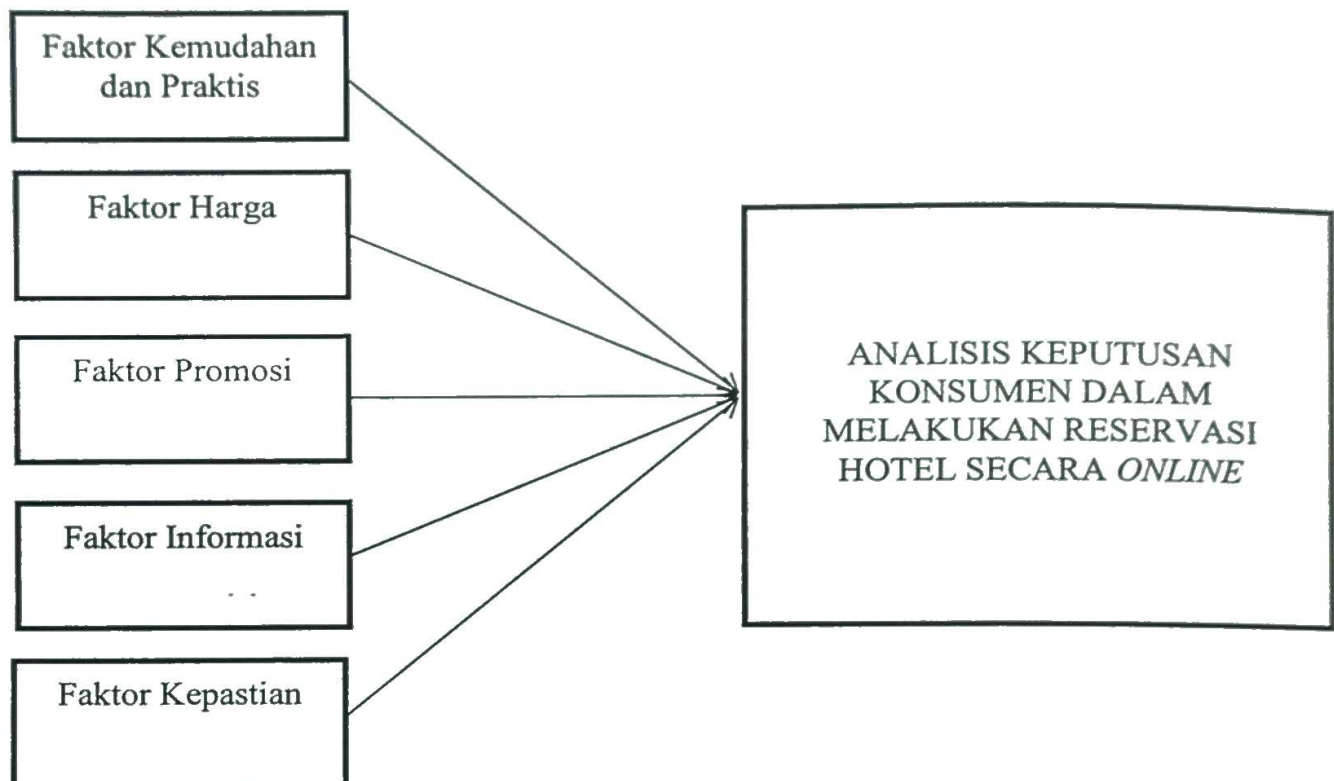 Faktor Kemudahan
dan Praktis
Faktor Harga
Faktor Promosi
Faktor Informasi
Faktor Kepastian
ANALISIS KEPUTUSAN
KONSUMEN DALAM
MELAKUKAN RESERVASI
HOTEL SECARA ONLINE